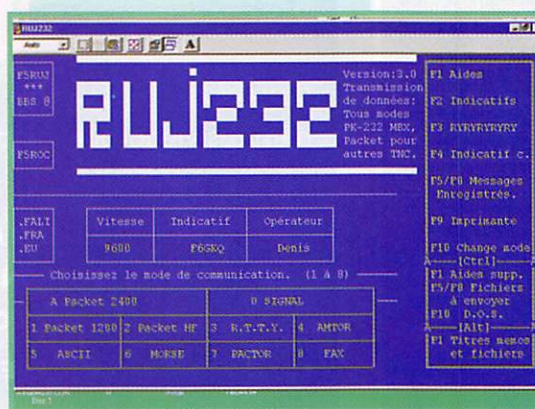 RUJ232
Auto
A
F5RUJ
***
BBS @
F5ROC
.FALI
.FRA
.EU
RUJ232
Version:3.0
Transmission
de données:
Tous modes
PK-232 MBX,
Packet pour
autres TNC.
Vitesse Indicatif Opérateur
9600 F6GKQ Denis
Choisissez le mode de communication. (1 à 8)
A Packet 2400 D SIGNAL
1 Packet 1200 2 Packet HF 3 R.T.T.Y. 4 AMTOR
5 ASCII 6 MORSE 7 PACTOR 8 FAX
F1 Aides
F2 Indicatifs
F3 RYRYRYRYRY
F4 Indicatif c.
F5/F8 Messages
Enregistrés.
F9 Imprimante
F10 Change mode
[Ctrl]
F1 Aides supp.
F5/F8 Fichiers
à envoyer
F10 D.O.S.
[Alt]
F1 Titres memos
et fichiers